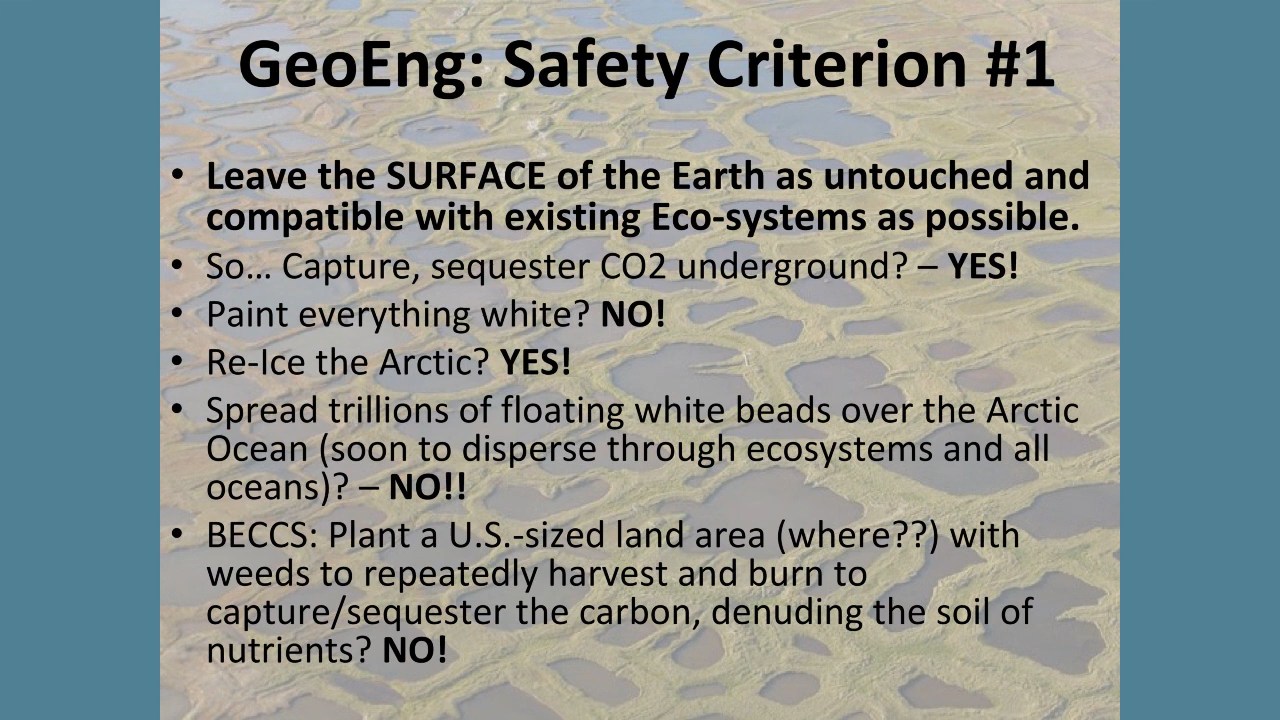 GeoEng: Safety Criterion #1
• Leave the SURFACE of the Earth as untouched and
compatible with existing Eco-systems as possible.
• So… Capture, sequester CO2 underground? – YES!
• Paint everything white? NO!
• Re-Ice the Arctic? YES!
• Spread trillions of floating white beads over the Arctic
Ocean (soon to disperse through ecosystems and all
oceans)? – NO!!
• BECCS: Plant a U.S.-sized land area (where??) with
weeds to repeatedly harvest and burn to
capture/sequester the carbon, denuding the soil of
nutrients? NO!